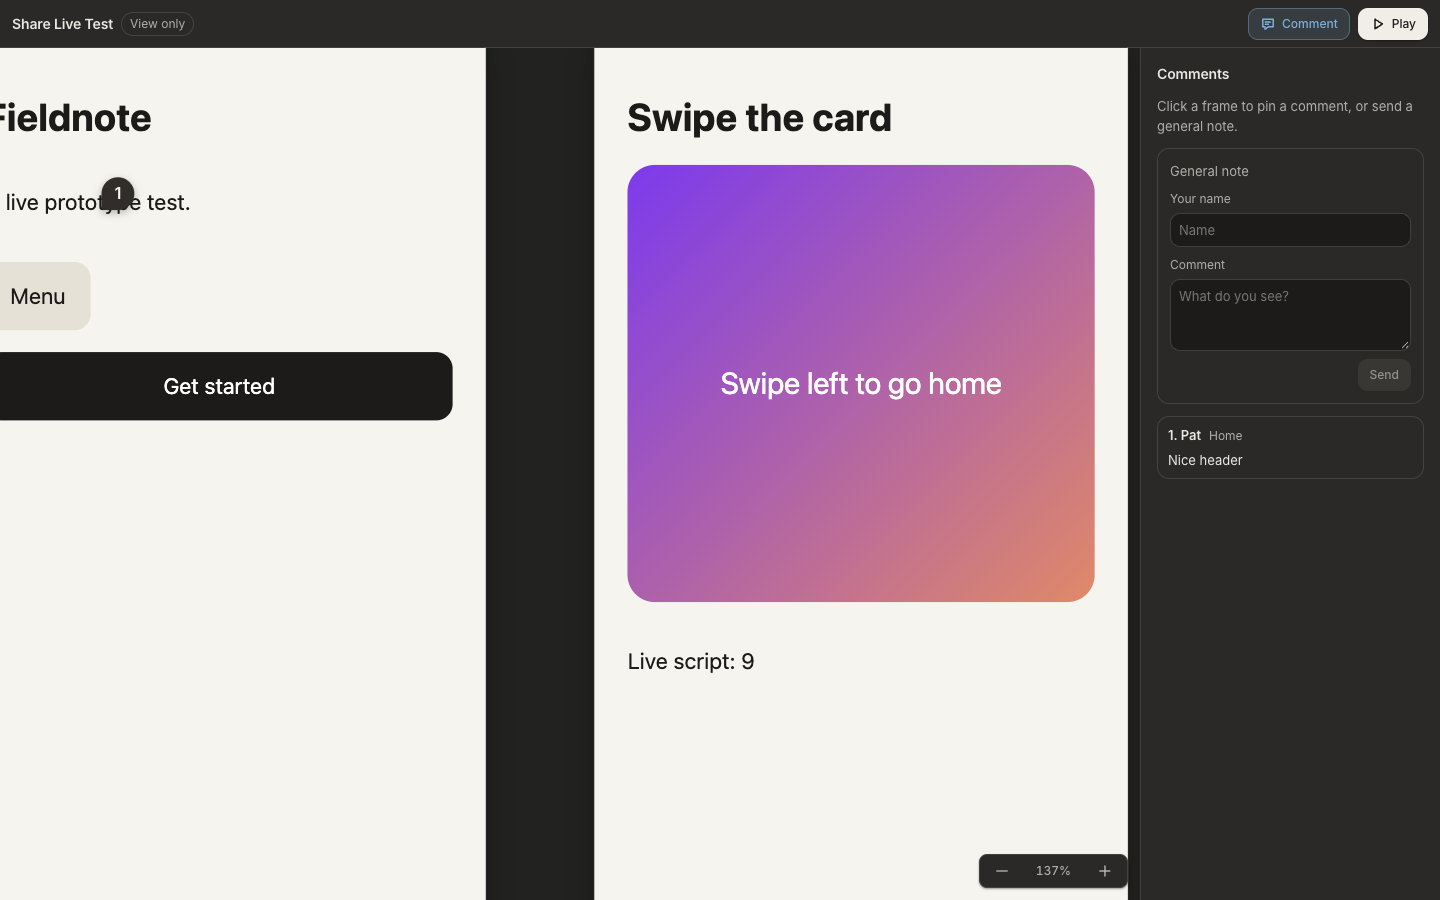 Share Live Test
View only
Comment
Play
Fieldnote
live prototype test.
1
Menu
Get started
Swipe the card
Swipe left to go home
Live script: 9
137%
Comments
Click a frame to pin a comment, or send a
general note.
General note
Your name
Name
Comment
What do you see?
Send
1. Pat Home
Nice header